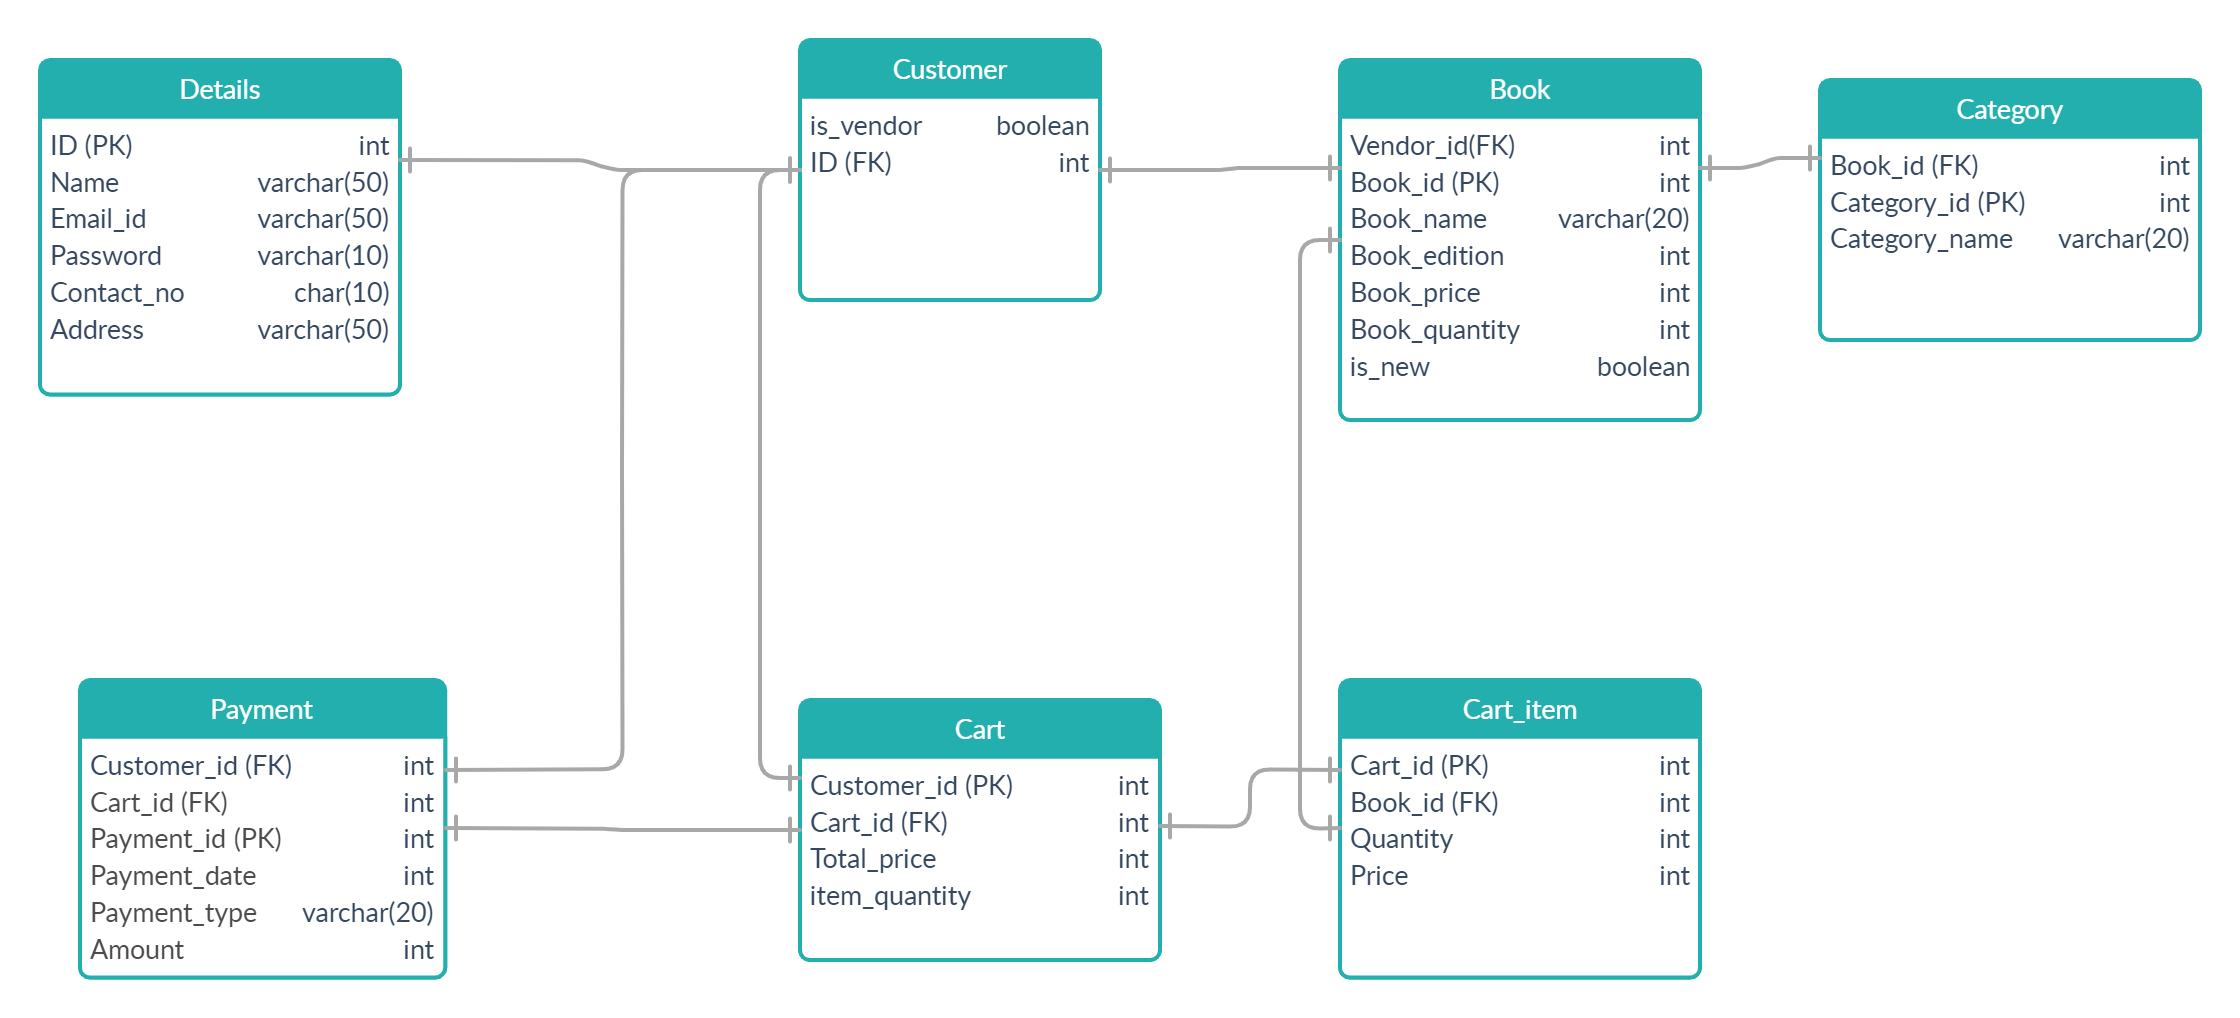 Details
ID (PK) int
Name varchar(50)
Email_id varchar(50)
Password varchar(10)
Contact_no char(10)
Address varchar(50)
Customer
is_vendor boolean
ID (FK) int
Book
Vendor_id(FK) int
Book_id (PK) int
Book_name varchar(20)
Book_edition int
Book_price int
Book_quantity int
is_new boolean
Category
Book_id (FK) int
Category_id (PK) int
Category_name varchar(20)
Payment
Customer_id (FK) int
Cart_id (FK) int
Payment_id (PK) int
Payment_date int
Payment_type varchar(20)
Amount int
Cart
Customer_id (PK) int
Cart_id (FK) int
Total_price int
item_quantity int
Cart_item
Cart_id (PK) int
Book_id (FK) int
Quantity int
Price int